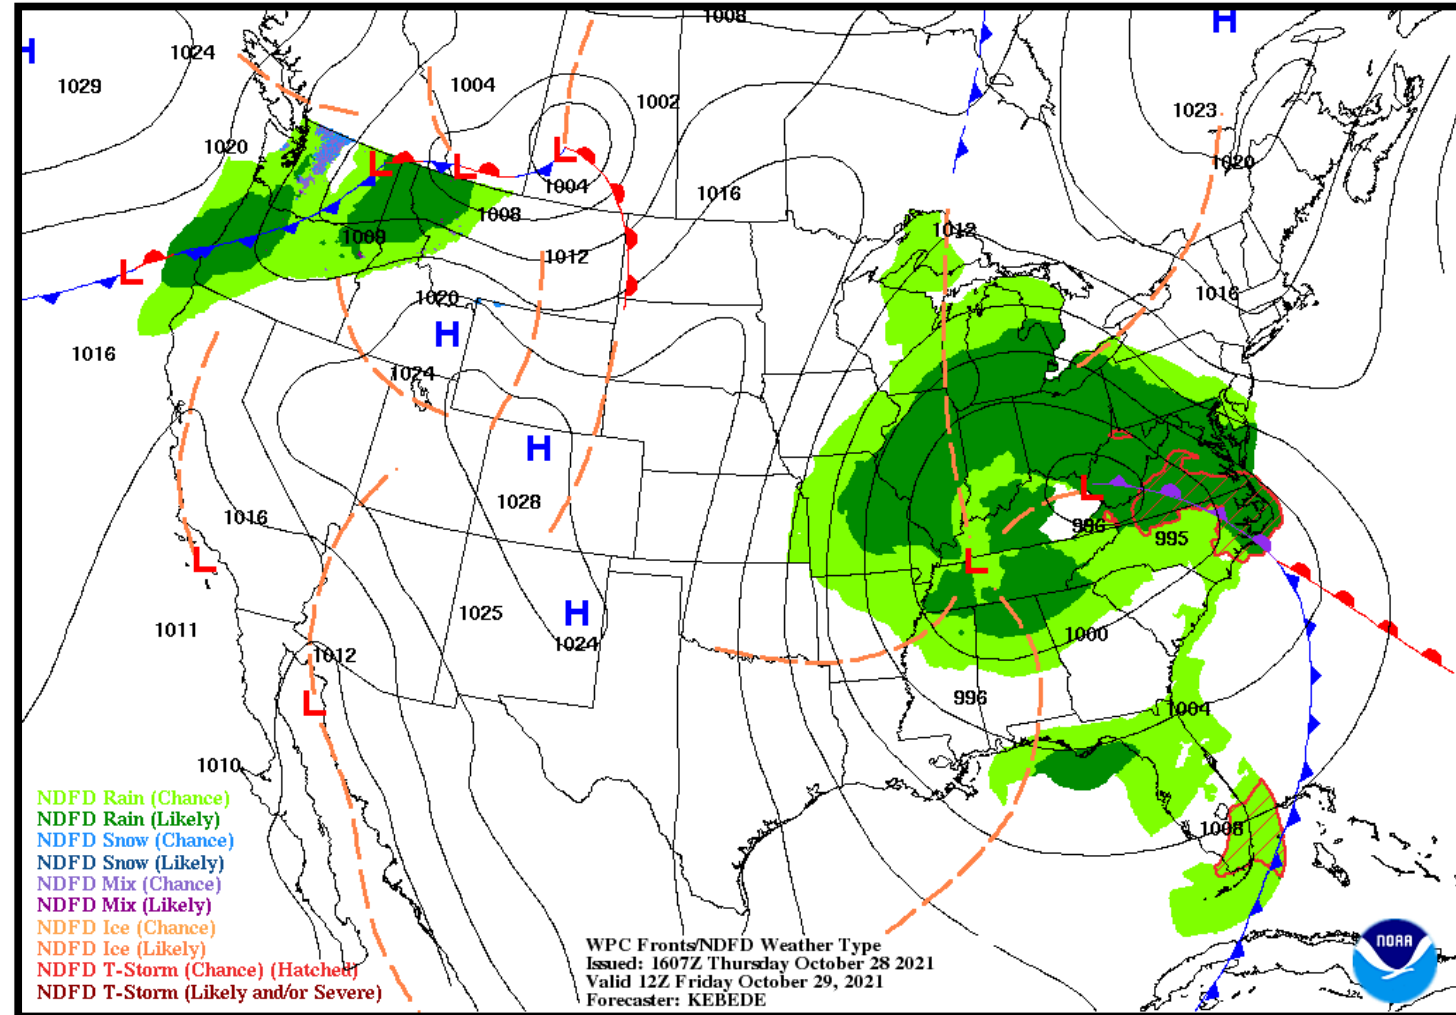 1008
H
H
1024
1029
1004
1002
1023
1020
1020
L
L
L
1004
1016
1008
1008
1012
1012
L
1020
1016
H
1016
1024
H
1028
L
1016
996
995
L
L
1025
H
1011
1024
1000
1012
996
L
1004
1010
1008
NDFD Rain (Chance)
NDFD Rain (Likely)
NDFD Snow (Chance)
NDFD Snow (Likely)
NDFD Mix (Chance)
NDFD Mix (Likely)
NDFD Ice (Chance)
NDFD Ice (Likely)
NDFD T-Storm (Chance) (Hatched)
NDFD T-Storm (Likely and/or Severe)
WPC Fronts/NDFD Weather Type
Issued: 1607Z Thursday October 28 2021
Valid 12Z Friday October 29, 2021
Forecaster: KEBEDE
NOAA